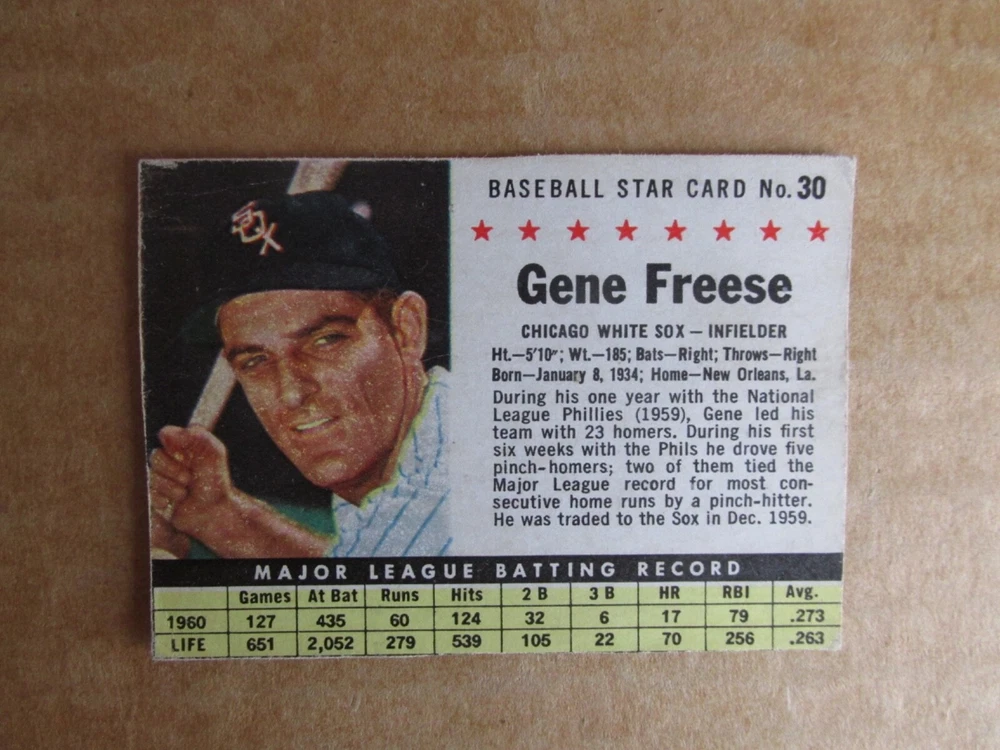 SOX
BASEBALL STAR CARD No. 30
★ ★ ★ ★ ★ ★ ★ ★
Gene Freese
CHICAGO WHITE SOX — INFIELDER
Ht.—5'10"; Wt.—185; Bats—Right; Throws—Right
Born—January 8, 1934; Home—New Orleans, La.
During his one year with the National
League Phillies (1959), Gene led his
team with 23 homers. During his first
six weeks with the Phils he drove five
pinch-homers; two of them tied the
Major League record for most con-
secutive home runs by a pinch-hitter.
He was traded to the Sox in Dec. 1959.
MAJOR LEAGUE BATTING RECORD
Games At Bat Runs Hits 2 B 3 B HR RBI Avg.
1960 127 435 60 124 32 6 17 79 .273
LIFE 651 2,052 279 539 105 22 70 256 .263